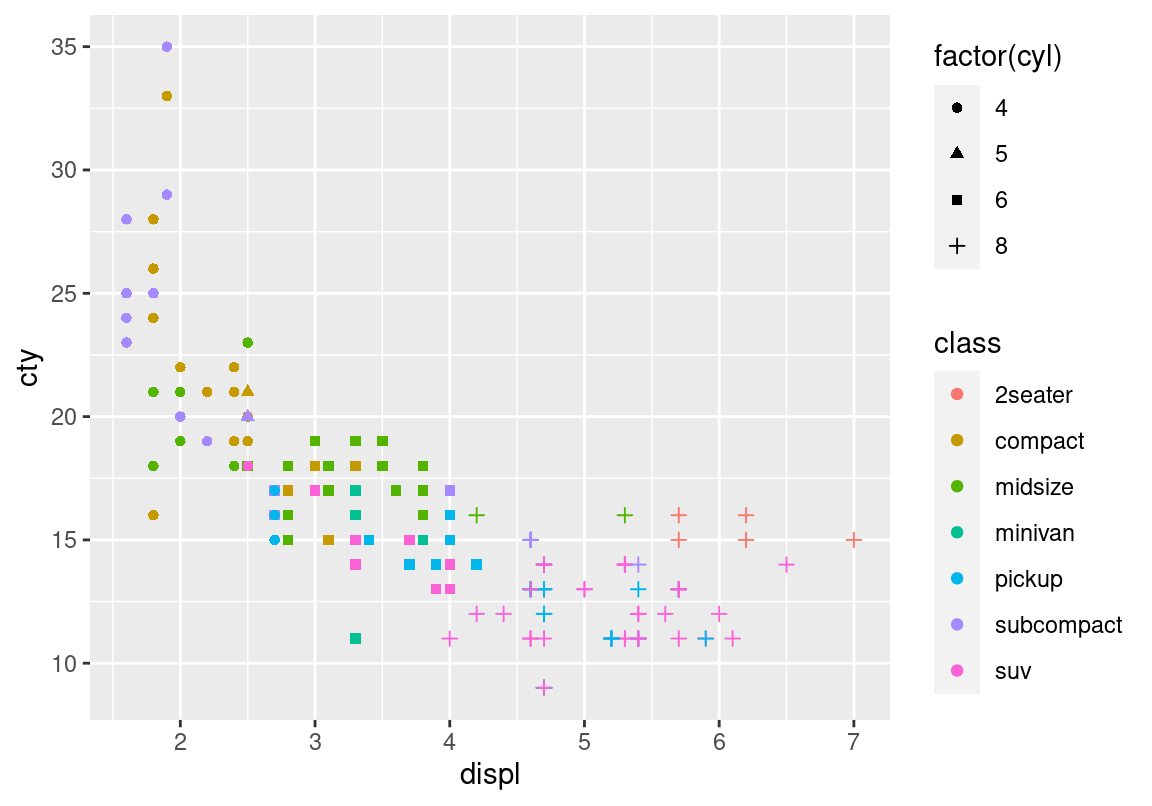 35
30
25
20
15
10
cty
2 3 4 5 6 7
displ
factor(cyl)
4
5
6
8
class
2seater
compact
midsize
minivan
pickup
subcompact
suv